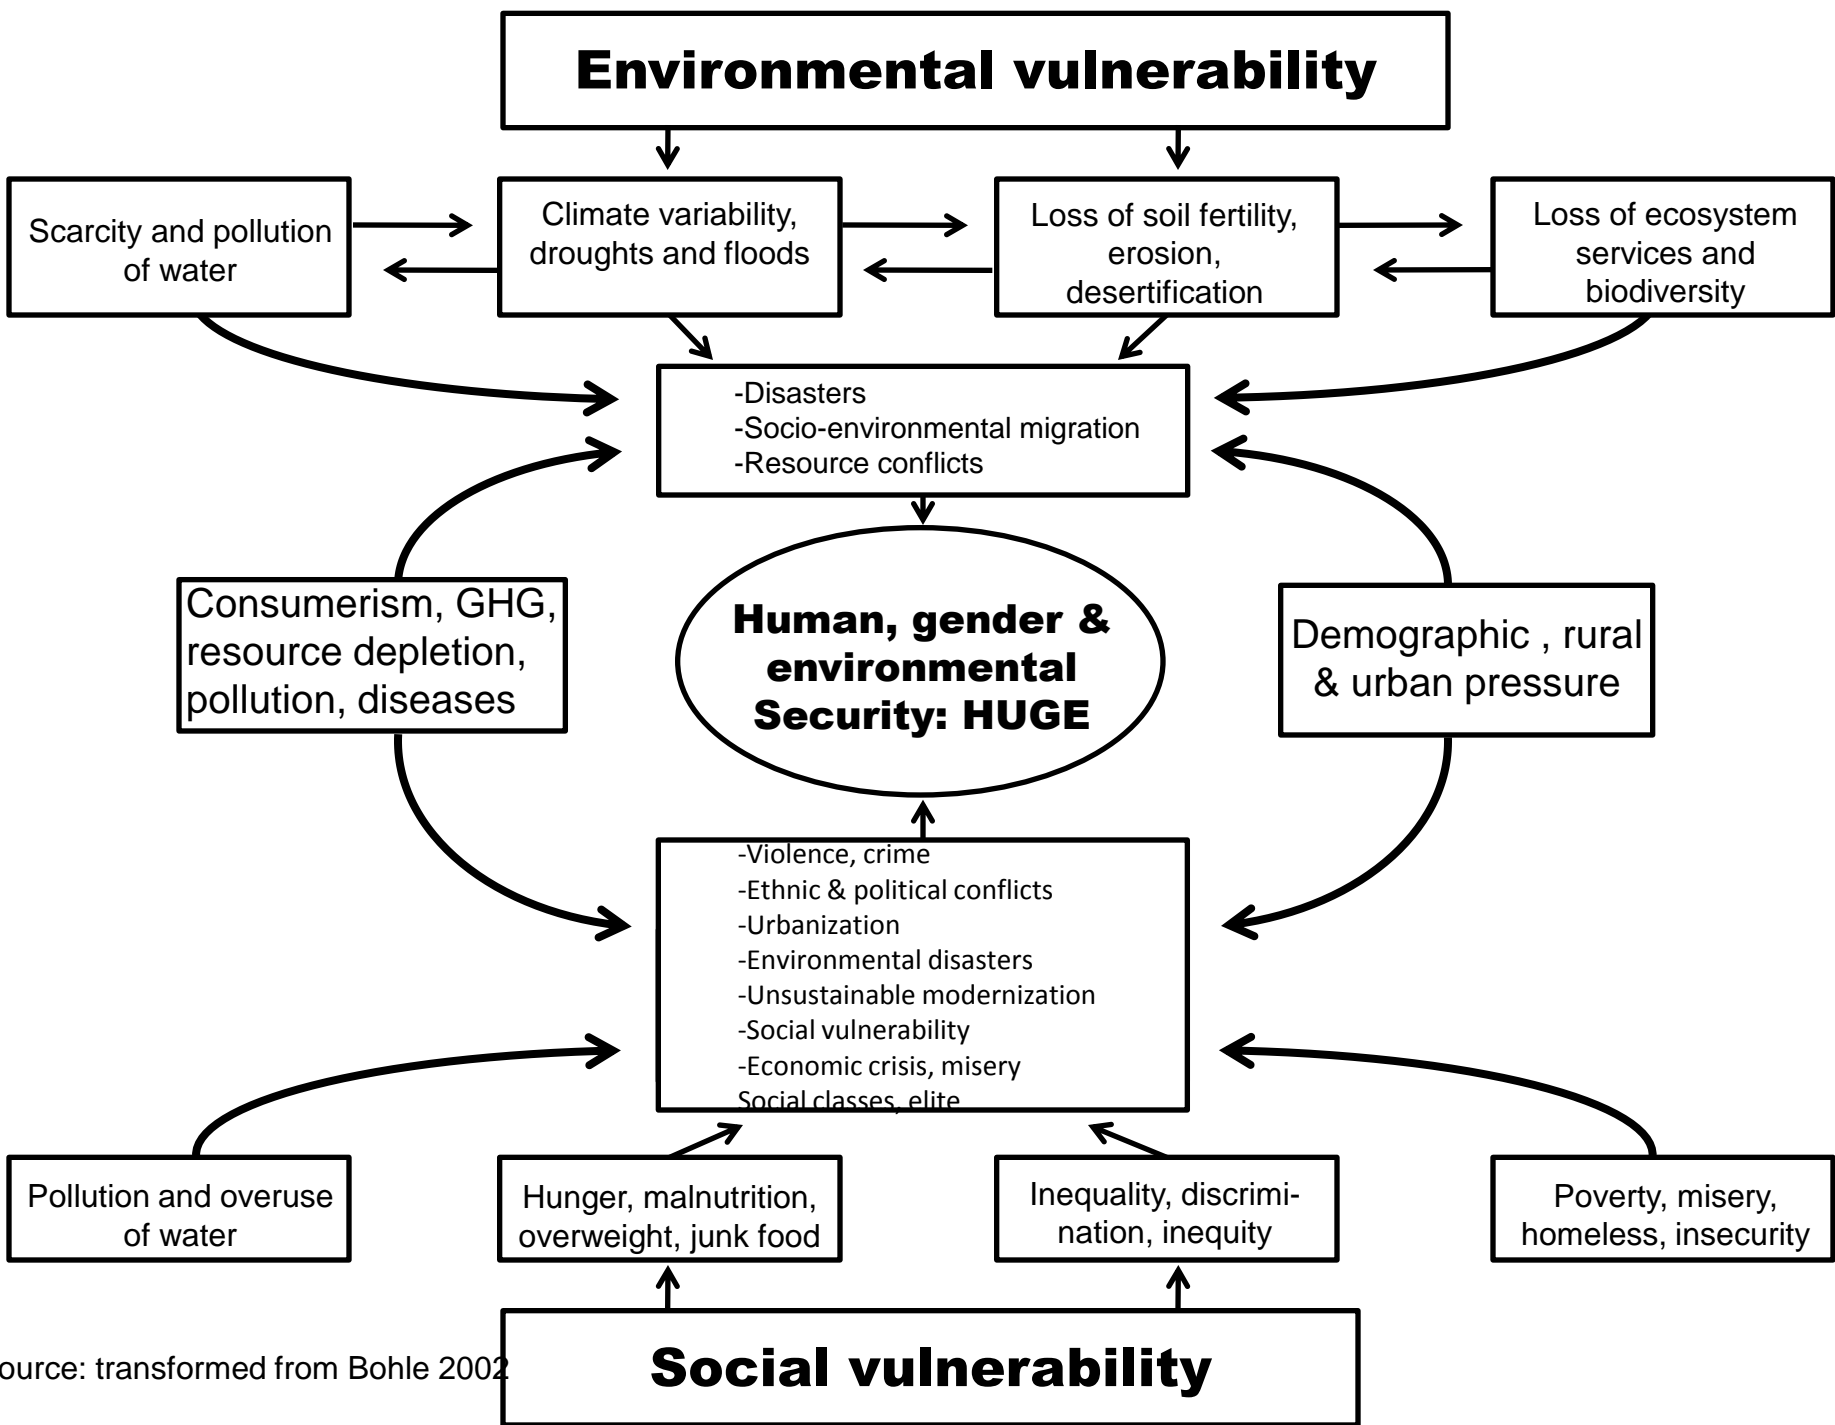 Environmental vulnerability
Scarcity and pollution
of water
Climate variability,
droughts and floods
Loss of soil fertility,
erosion,
desertification
Loss of ecosystem
services and
biodiversity
-Disasters
-Socio-environmental migration
-Resource conflicts
Consumerism, GHG,
resource depletion,
pollution, diseases
Human, gender &
environmental
Security: HUGE
Demographic , rural
& urban pressure
-Violence, crime
-Ethnic & political conflicts
-Urbanization
-Environmental disasters
-Unsustainable modernization
-Social vulnerability
-Economic crisis, misery
Social classes, elite
Pollution and overuse
of water
Hunger, malnutrition,
overweight, junk food
Inequality, discrimi-
nation, inequity
Poverty, misery,
homeless, insecurity
Social vulnerability
ource: transformed from Bohle 2002